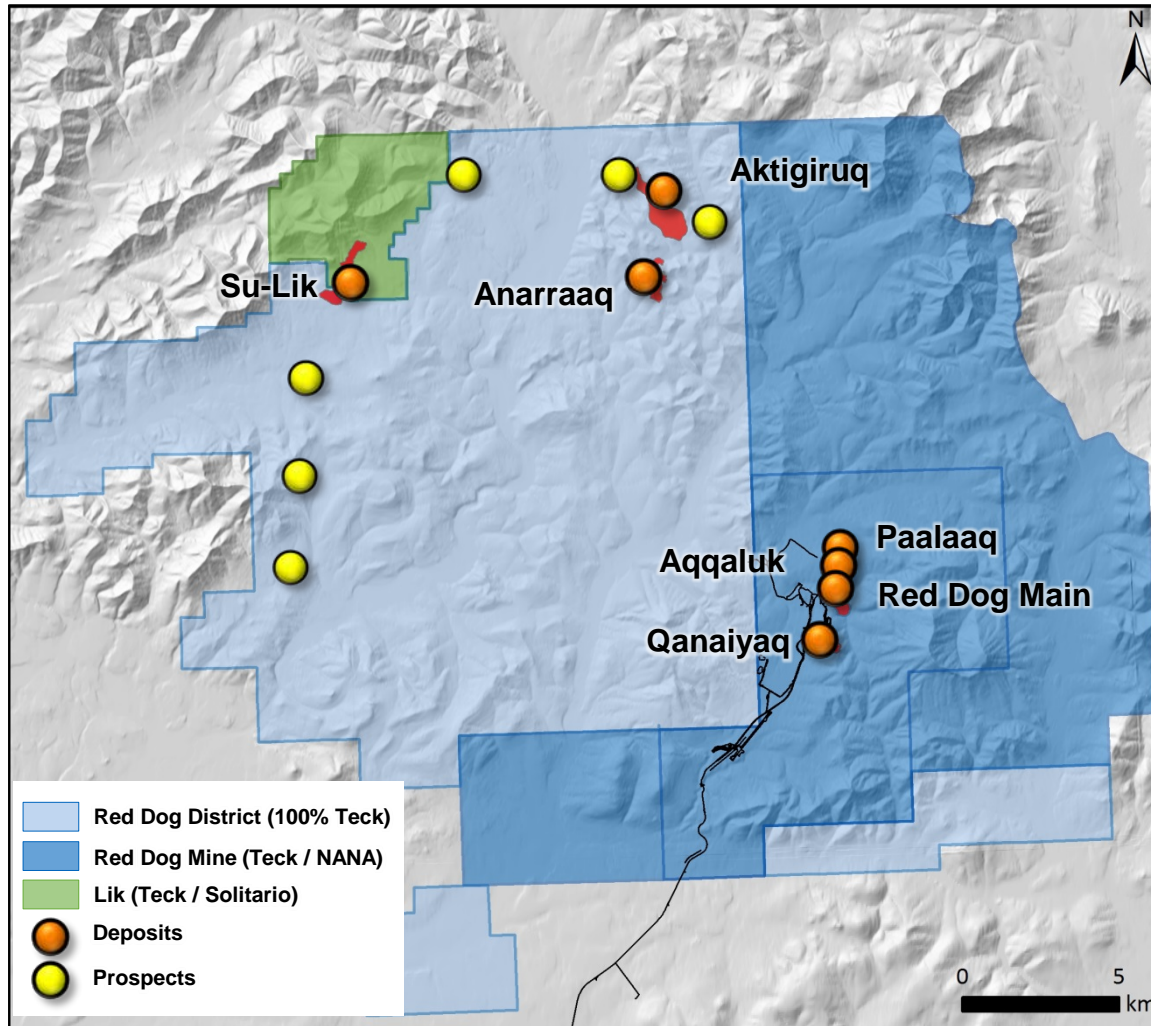 N
Aktigiruq
Su-Lik
Anarraaq
Paalaaq
Aqqaluk
Red Dog Main
Qanaiyaq
Red Dog District (100% Teck)
Red Dog Mine (Teck / NANA)
Lik (Teck / Solitario)
Deposits
Prospects
0 5
km